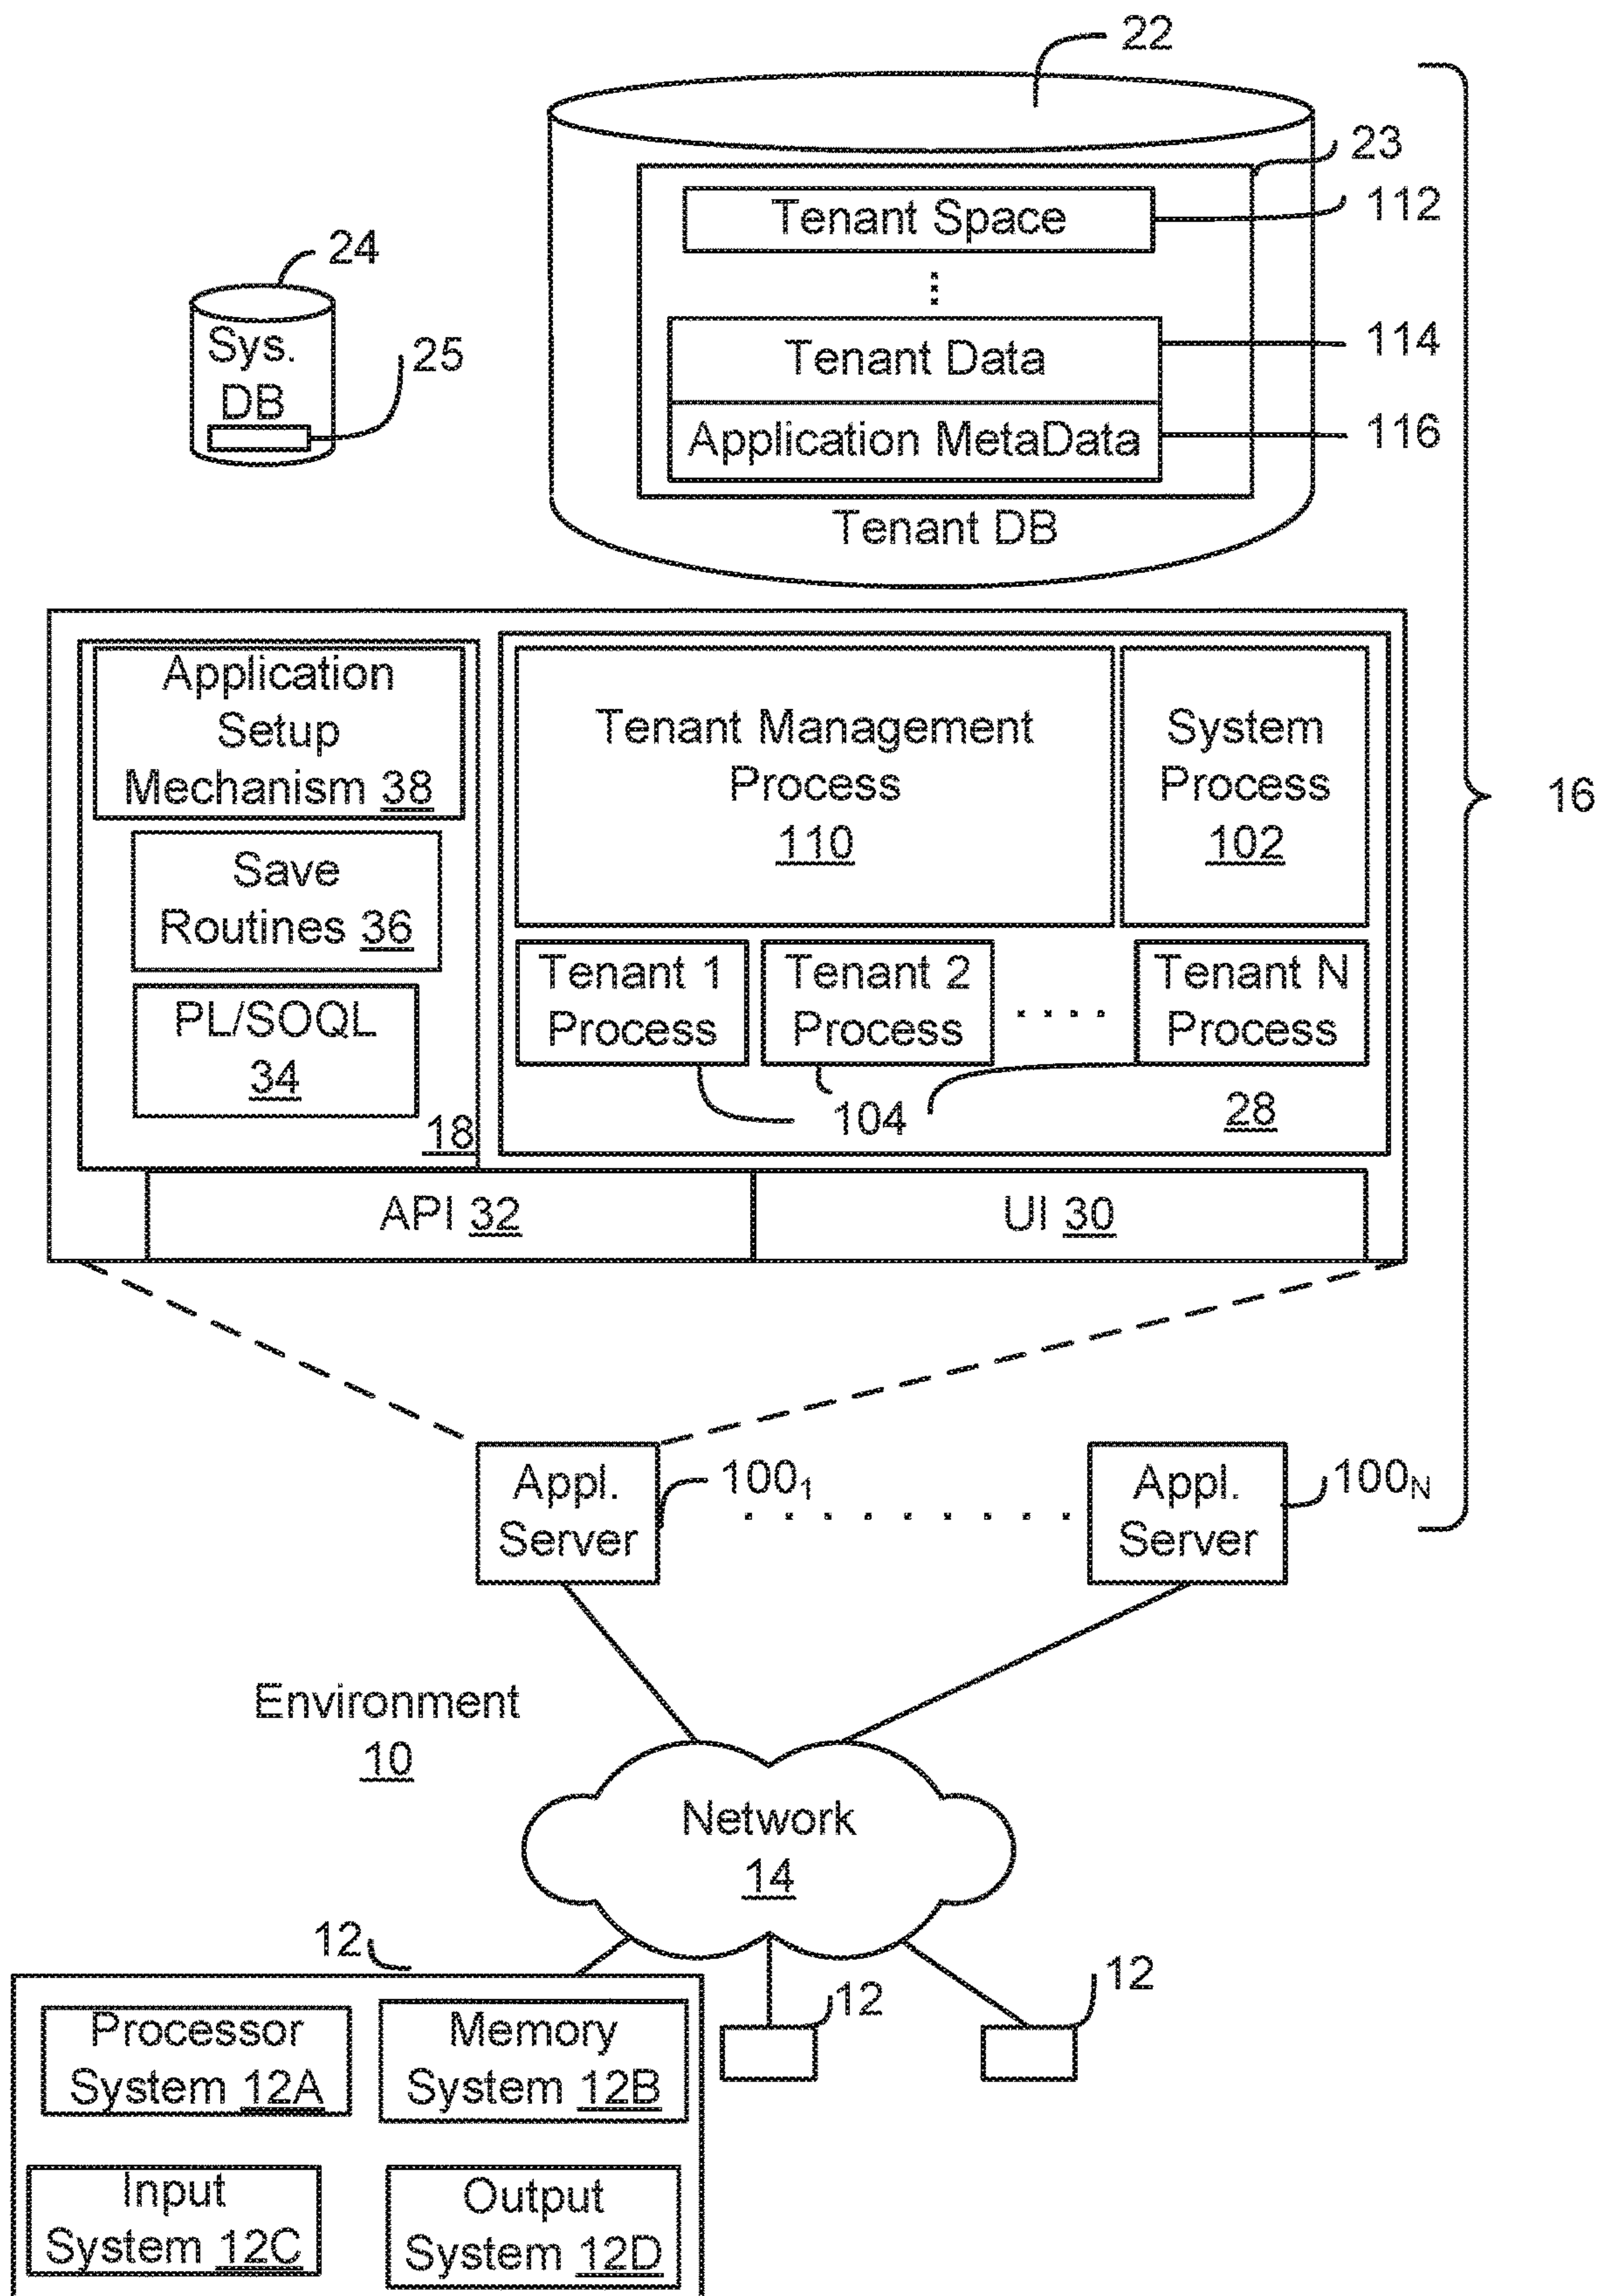 22
23
Tenant Space
112
24
Sys.
DB
25
Tenant Data
114
Application MetaData
116
Tenant DB
Application
Setup
Mechanism 38
Tenant Management
Process
110
System
Process
102
16
Save
Routines 36
Tenant 1
Process
Tenant 2
Process
Tenant N
Process
PL/SOQL
34
18
104
28
API 32
UI 30
Appl.
Server
100₁
Appl.
Server
100N
Environment
10
Network
14
12
12
12
Processor
System 12A
Memory
System 12B
Input
System 12C
Output
System 12D